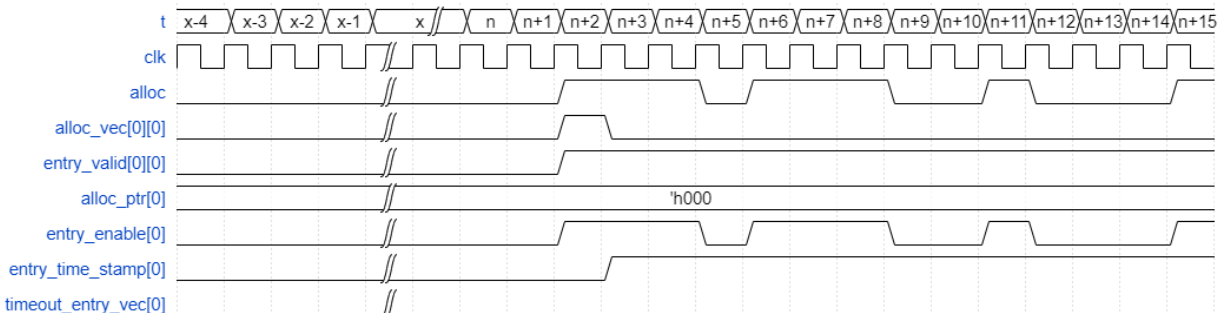 t x-4 x-3 x-2 x-1 x n n+1 n+2 n+3 n+4 n+5 n+6 n+7 n+8 n+9 n+10 n+11 n+12 n+13 n+14 n+15
clk
alloc
alloc_vec[0][0]
entry_valid[0][0]
alloc_ptr[0] 'h000
entry_enable[0]
entry_time_stamp[0]
timeout_entry_vec[0]